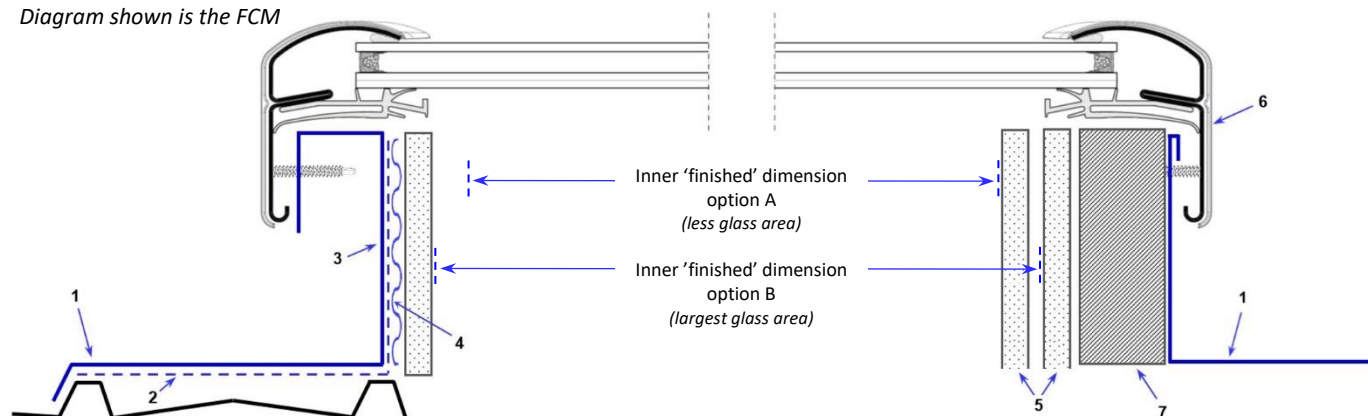 Diagram shown is the FCM
6
Inner ‘finished’ dimension
option A
(less glass area)
3
Inner ’finished’ dimension
option B
(largest glass area)
1
1
4
2
5
7